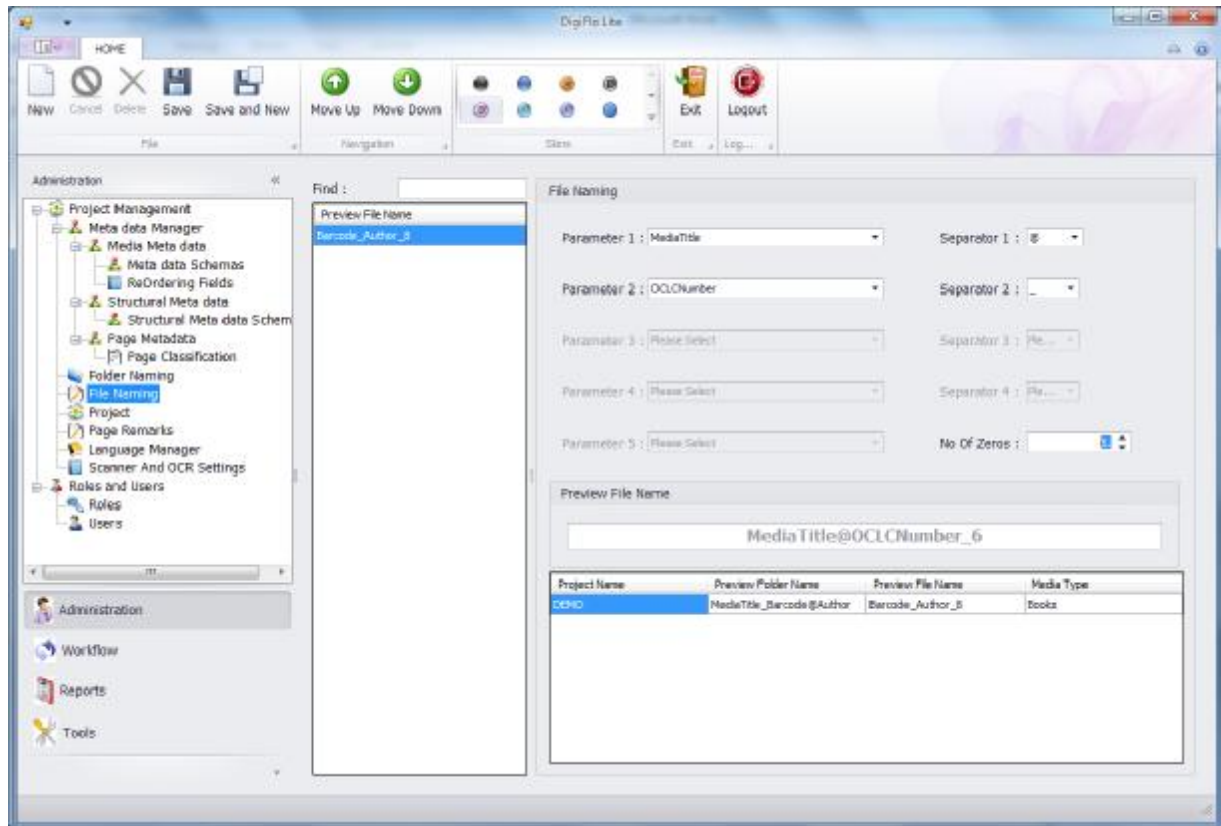 HOME
New Cancel Delete Save Save and New Move Up Move Down Exit Logout
File Navigation Skins Exit Log...
Administration
Project Management
Meta data Manager
Media Meta data
Meta data Schemas
ReOrdering Fields
Structural Meta data
Structural Meta data Schem
Page Metadata
Page Classification
Folder Naming
File Naming
Project
Page Remarks
Language Manager
Scanner And OCR Settings
Roles and Users
Roles
Users
Administration
Workflow
Reports
Tools
Find :
Preview File Name
Barcode_Author_8
File Naming
Parameter 1 : MediaTitle Separator 1 :
Parameter 2 : OCLCNumber Separator 2 : _
Parameter 3 : Please Select Separator 3 : Ple...
Parameter 4 : Please Select Separator 4 : Ple...
Parameter 5 : Please Select No Of Zeros :
Preview File Name
MediaTitle@OCLCNumber_6
Project Name Preview Folder Name Preview File Name Media Type
DEMO MediaTitle_Barcode@Author Barcode_Author_8 Books